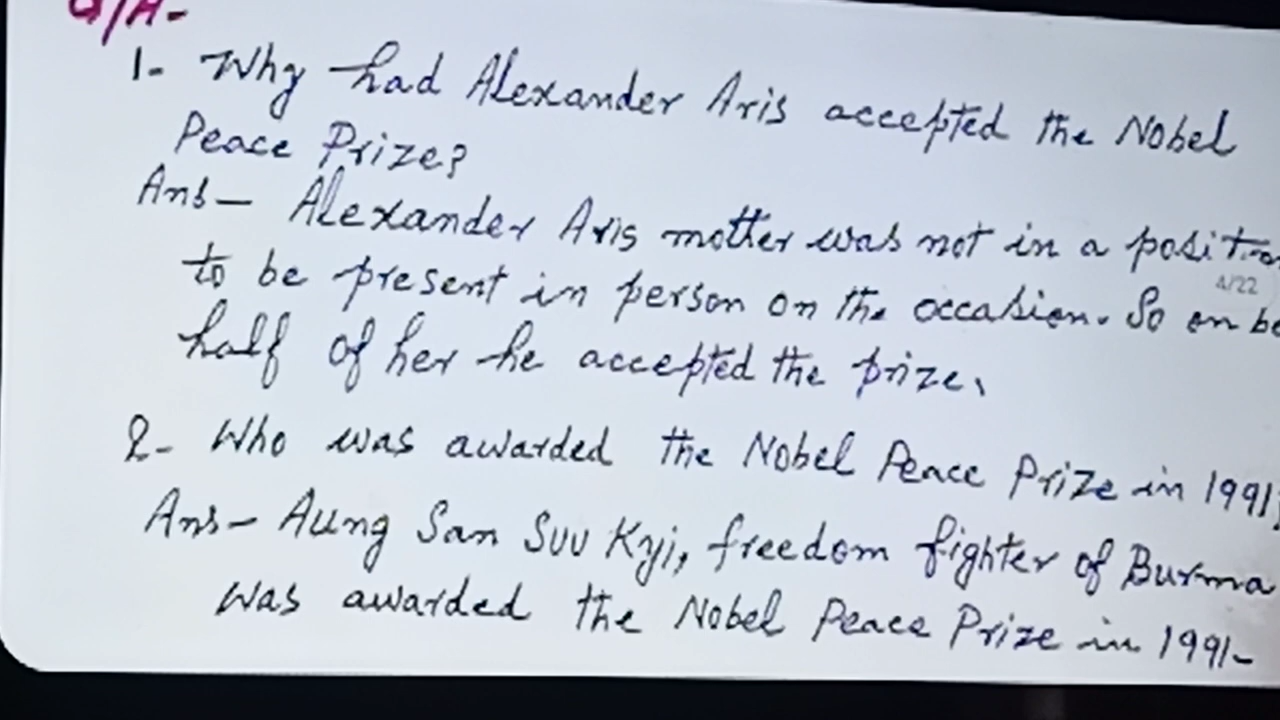 Q/A-
1- Why had Alexander Aris accepted the Nobel
Peace Prize?
Ans- Alexander Aris mother was not in a position
4/22
to be present in person on the occasion. So on be
half of her he accepted the prize.
2- Who was awarded the Nobel Peace Prize in 1991?
Ans- Aung San Suu Kyi, freedom fighter of Burma
was awarded the Nobel Peace Prize in 1991-